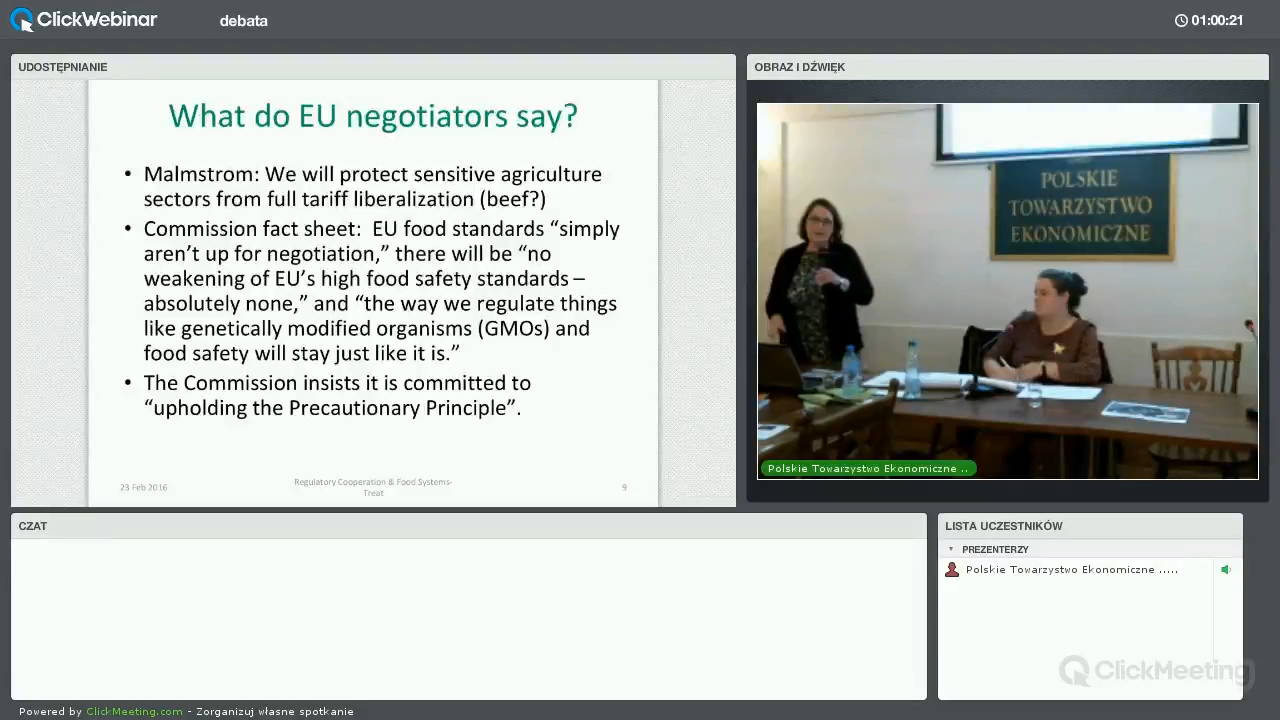 ClickWebinar
debata
01:00:21
UDOSTĘPNIANIE
What do EU negotiators say?
• Malmstrom: We will protect sensitive agriculture
sectors from full tariff liberalization (beef?)
• Commission fact sheet:  EU food standards “simply
aren’t up for negotiation,” there will be “no
weakening of EU’s high food safety standards –
absolutely none,” and “the way we regulate things
like genetically modified organisms (GMOs) and
food safety will stay just like it is.”
• The Commission insists it is committed to
“upholding the Precautionary Principle”.
23 Feb 2016
Regulatory Cooperation & Food Systems-
Treat
9
OBRAZ I DŹWIĘK
POLSKIE
TOWARZYSTWO
EKONOMICZNE
Polskie Towarzystwo Ekonomiczne ..
CZAT
LISTA UCZESTNIKÓW
PREZENTERZY
Polskie Towarzystwo Ekonomiczne .....
ClickMeeting
Powered by ClickMeeting.com - Zorganizuj własne spotkanie